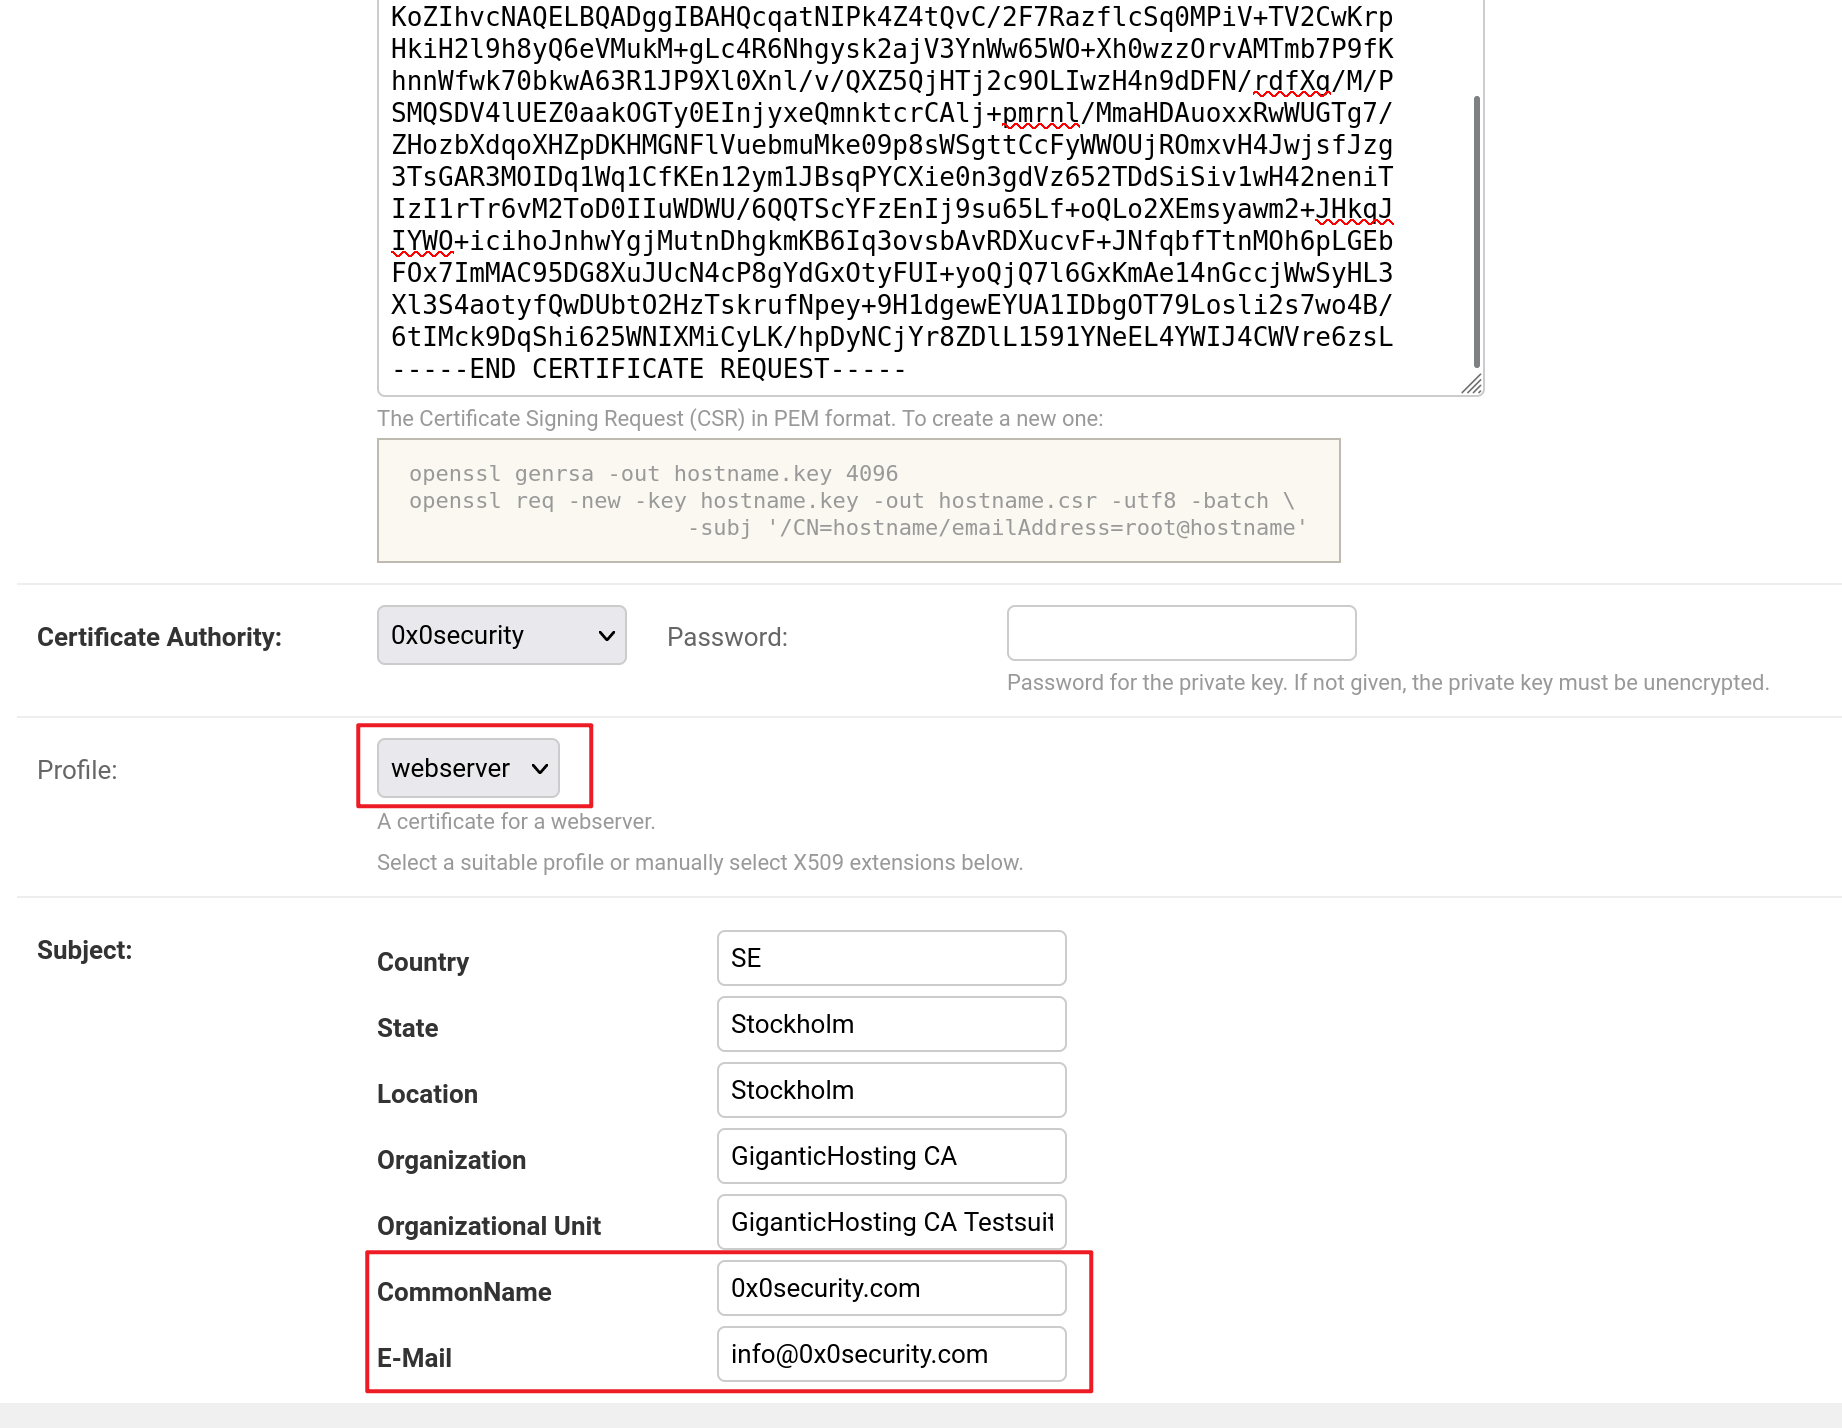 KoZIhvcNAQELBQADggIBAHQcqatNIPk4Z4tQvC/2F7RazflcSq0MPiV+TV2CwKrp
HkiH2l9h8yQ6eVMukM+gLc4R6Nhgysk2ajV3YnWw65WO+Xh0wzzOrvAMTmb7P9fK
hnnWfwk70bkwA63R1JP9Xl0Xnl/v/QXZ5QjHTj2c9OLIwzH4n9dDFN/rdfXg/M/P
SMQSDV4lUEZ0aakOGTy0EInjyxeQmnktcrCAlj+pmrnl/MmaHDAuoxxRwWUGTg7/
ZHozbXdqoXHZpDKHMGNFlVuebmuMke09p8sWSgttCcFyWWOUjROmxvH4JwjsfJzg
3TsGAR3MOIDq1Wq1CfKEn12ym1JBsqPYCXie0n3gdVz652TDdSiSiv1wH42neniT
IzI1rTr6vM2ToD0IIuWDWU/6QQTScYFzEnIj9su65Lf+oQLo2XEmsyawm2+JHkqJ
IYWO+icihoJnhwYgjMutnDhgkmKB6Iq3ovsbAvRDXucvF+JNfqbfTtnMOh6pLGEb
FOx7ImMAC95DG8XuJUcN4cP8gYdGxOtyFUI+yoQjQ7l6GxKmAe14nGccjWwSyHL3
Xl3S4aotyfQwDUbtO2HzTskrufNpey+9H1dgewEYUA1IDbgOT79Losli2s7wo4B/
6tIMck9DqShi625WNIXMiCyLK/hpDyNCjYr8ZDlL1591YNeEL4YWIJ4CWVre6zsL
-----END CERTIFICATE REQUEST-----
The Certificate Signing Request (CSR) in PEM format. To create a new one:
openssl genrsa -out hostname.key 4096
openssl req -new -key hostname.key -out hostname.csr -utf8 -batch \
-subj '/CN=hostname/emailAddress=root@hostname'
Certificate Authority: 0x0security Password:
Password for the private key. If not given, the private key must be unencrypted.
Profile: webserver
A certificate for a webserver.
Select a suitable profile or manually select X509 extensions below.
Subject:
Country SE
State Stockholm
Location Stockholm
Organization GiganticHosting CA
Organizational Unit GiganticHosting CA Testsuit
CommonName 0x0security.com
E-Mail info@0x0security.com